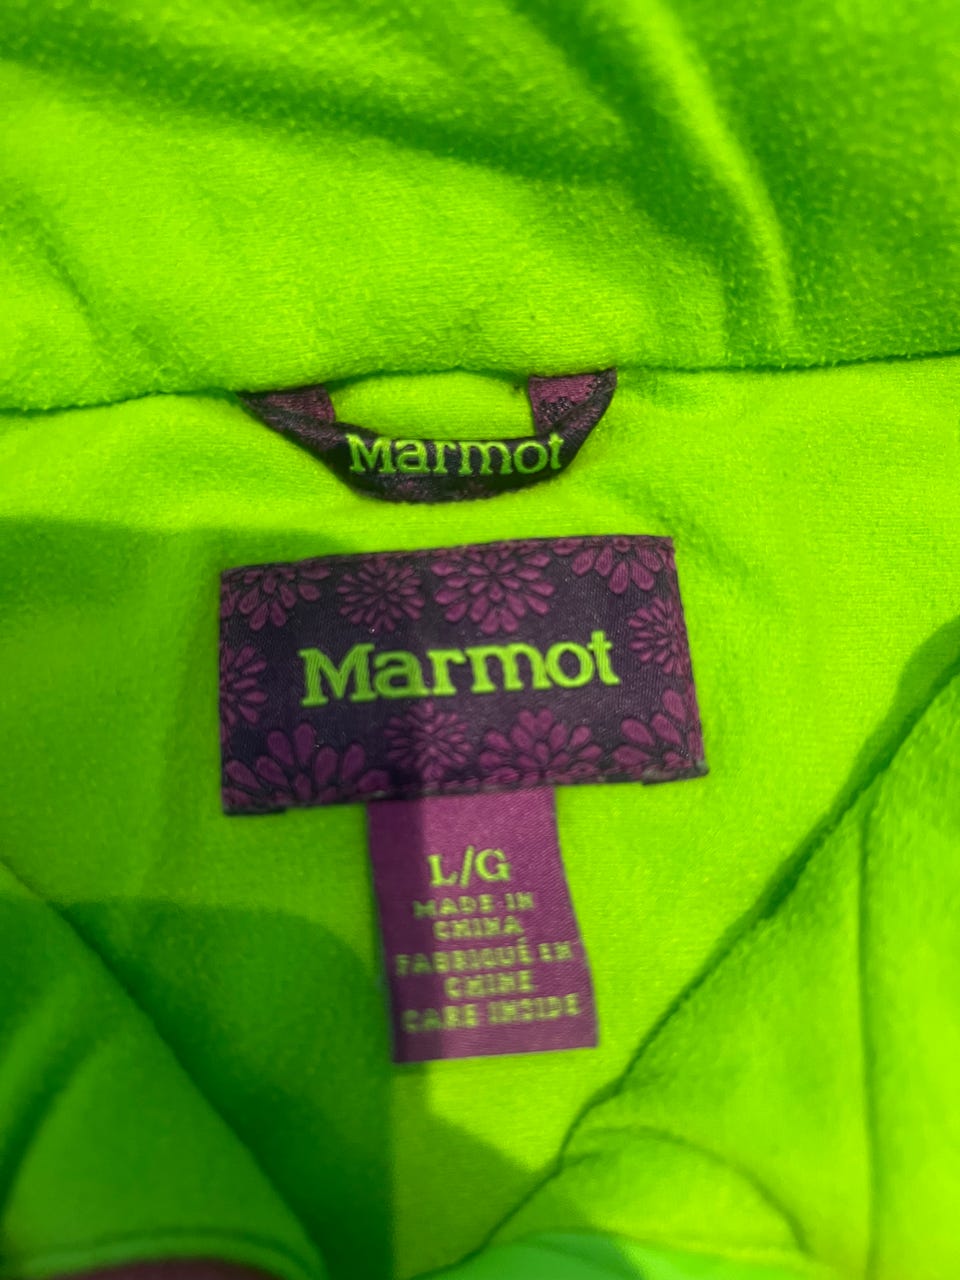 Marmot
Marmot
L/G
MADE IN
CHINA
FABRIQUÉ EN
CHINE
CARE INSIDE